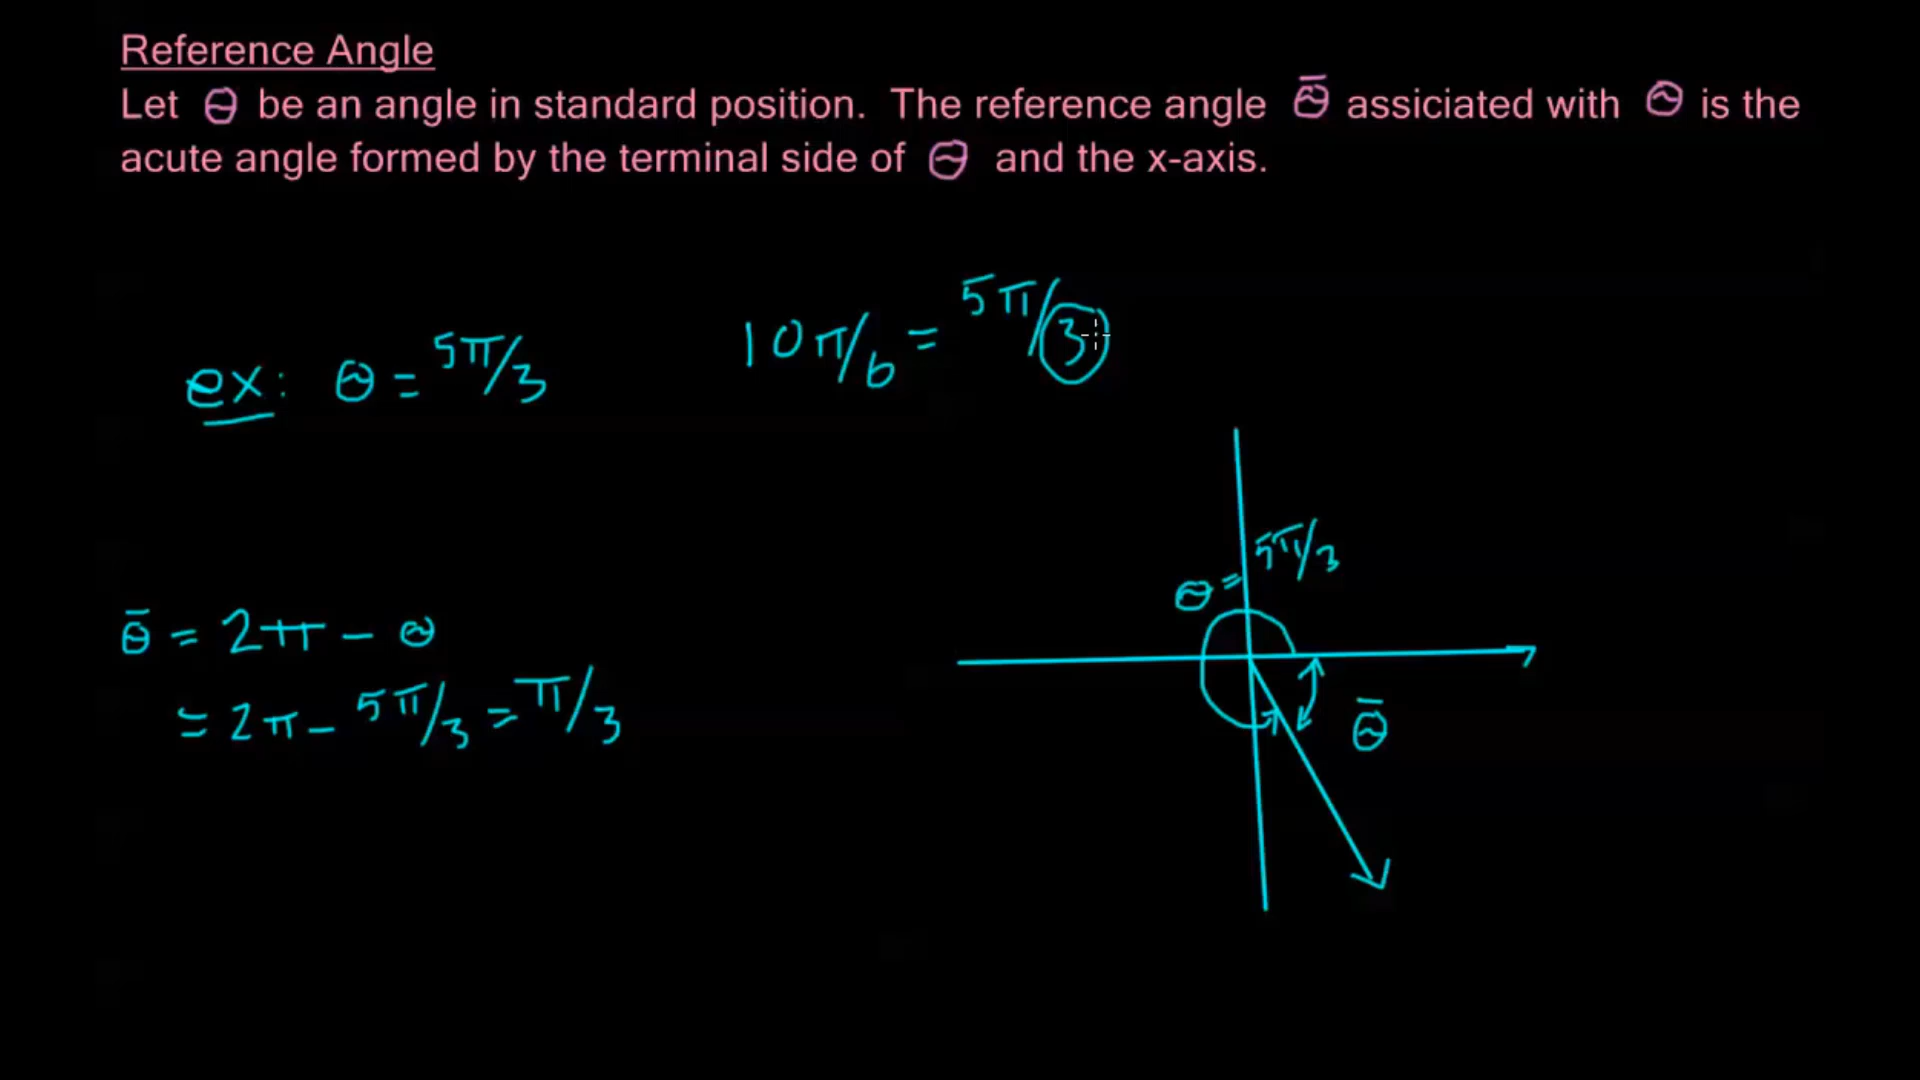 Reference Angle
Let θ be an angle in standard position. The reference angle θ̄ assiciated with θ is the
acute angle formed by the terminal side of θ and the x-axis.
ex: θ = 5π/3
10π/6 = 5π/3
θ = 5π/3
θ̄ = 2π - θ
= 2π - 5π/3 = π/3
θ̄